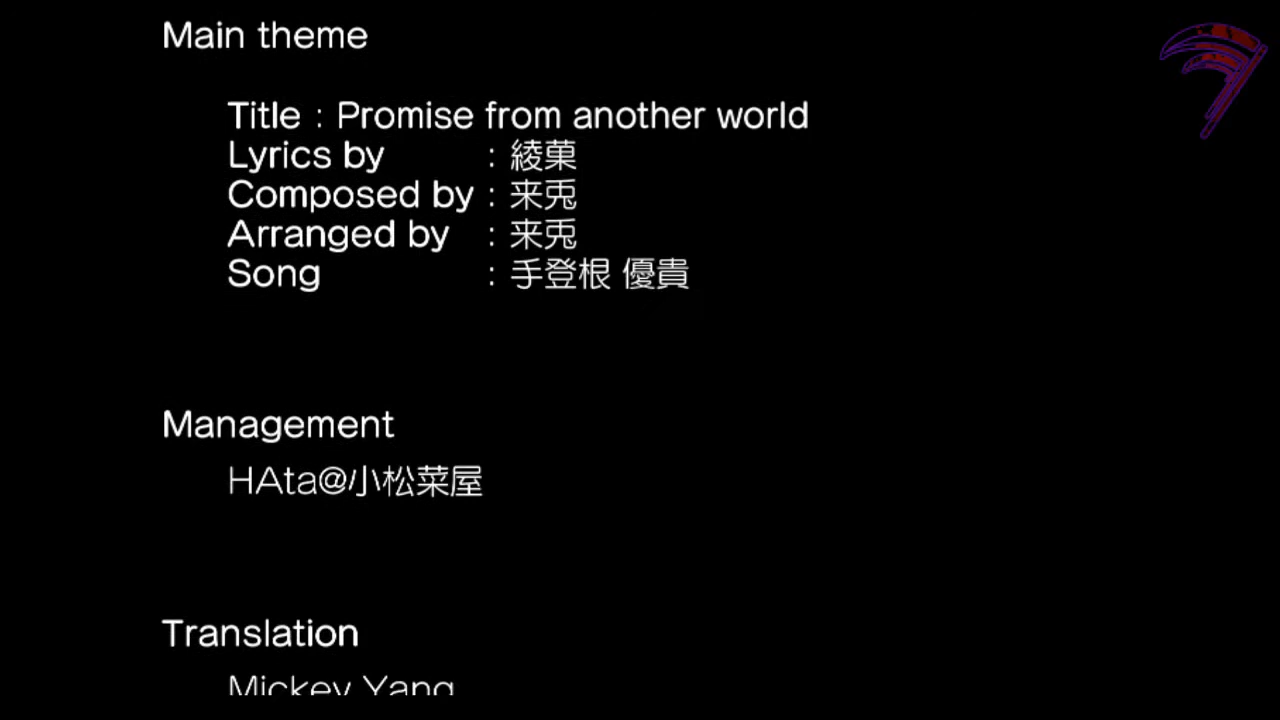 Main theme
Title : Promise from another world
Lyrics by : 綾菓
Composed by : 来兎
Arranged by : 来兎
Song : 手登根 優貴
Management
HAta@小松菜屋
Translation
Mickey Yang